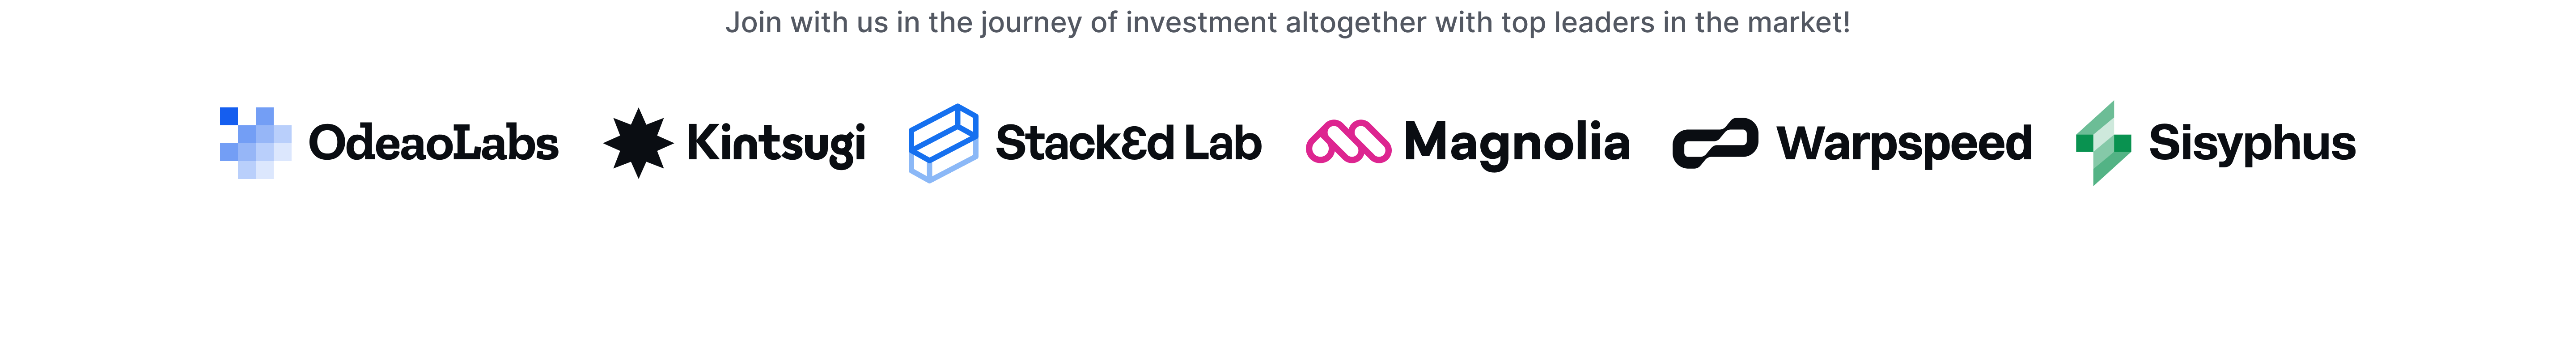 Join with us in the journey of investment altogether with top leaders in the market!
OdeaoLabs Kintsugi Stack3d Lab Magnolia Warpspeed Sisyphus